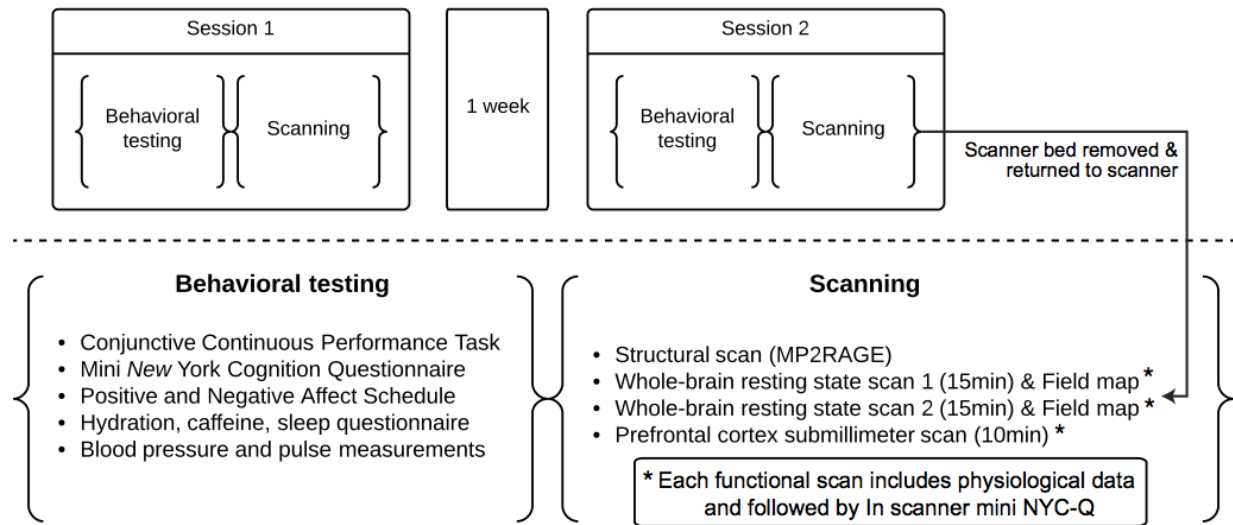 Session 1
Behavioral
testing
Scanning
1 week
Session 2
Behavioral
testing
Scanning
Scanner bed removed &
returned to scanner
Behavioral testing
• Conjunctive Continuous Performance Task
• Mini New York Cognition Questionnaire
• Positive and Negative Affect Schedule
• Hydration, caffeine, sleep questionnaire
• Blood pressure and pulse measurements
Scanning
• Structural scan (MP2RAGE)
• Whole-brain resting state scan 1 (15min) & Field map *
• Whole-brain resting state scan 2 (15min) & Field map *
• Prefrontal cortex submillimeter scan (10min) *
* Each functional scan includes physiological data
and followed by In scanner mini NYC-Q